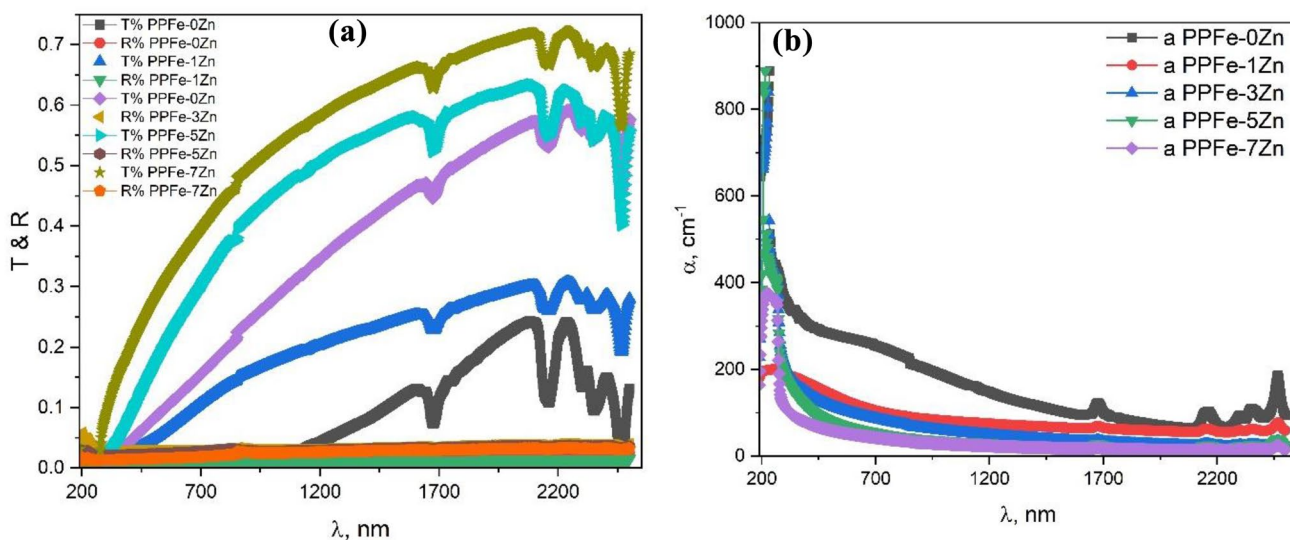 (a)
T% PPFe-0Zn
R% PPFe-0Zn
T% PPFe-1Zn
R% PPFe-1Zn
T% PPFe-0Zn
R% PPFe-3Zn
T% PPFe-5Zn
R% PPFe-5Zn
T% PPFe-7Zn
R% PPFe-7Zn
T & R
0.7
0.6
0.5
0.4
0.3
0.2
0.1
0.0
200 700 1200 1700 2200
λ, nm
(b)
a PPFe-0Zn
a PPFe-1Zn
a PPFe-3Zn
a PPFe-5Zn
a PPFe-7Zn
α, cm⁻¹
1000
800
600
400
200
0
200 700 1200 1700 2200
λ, nm